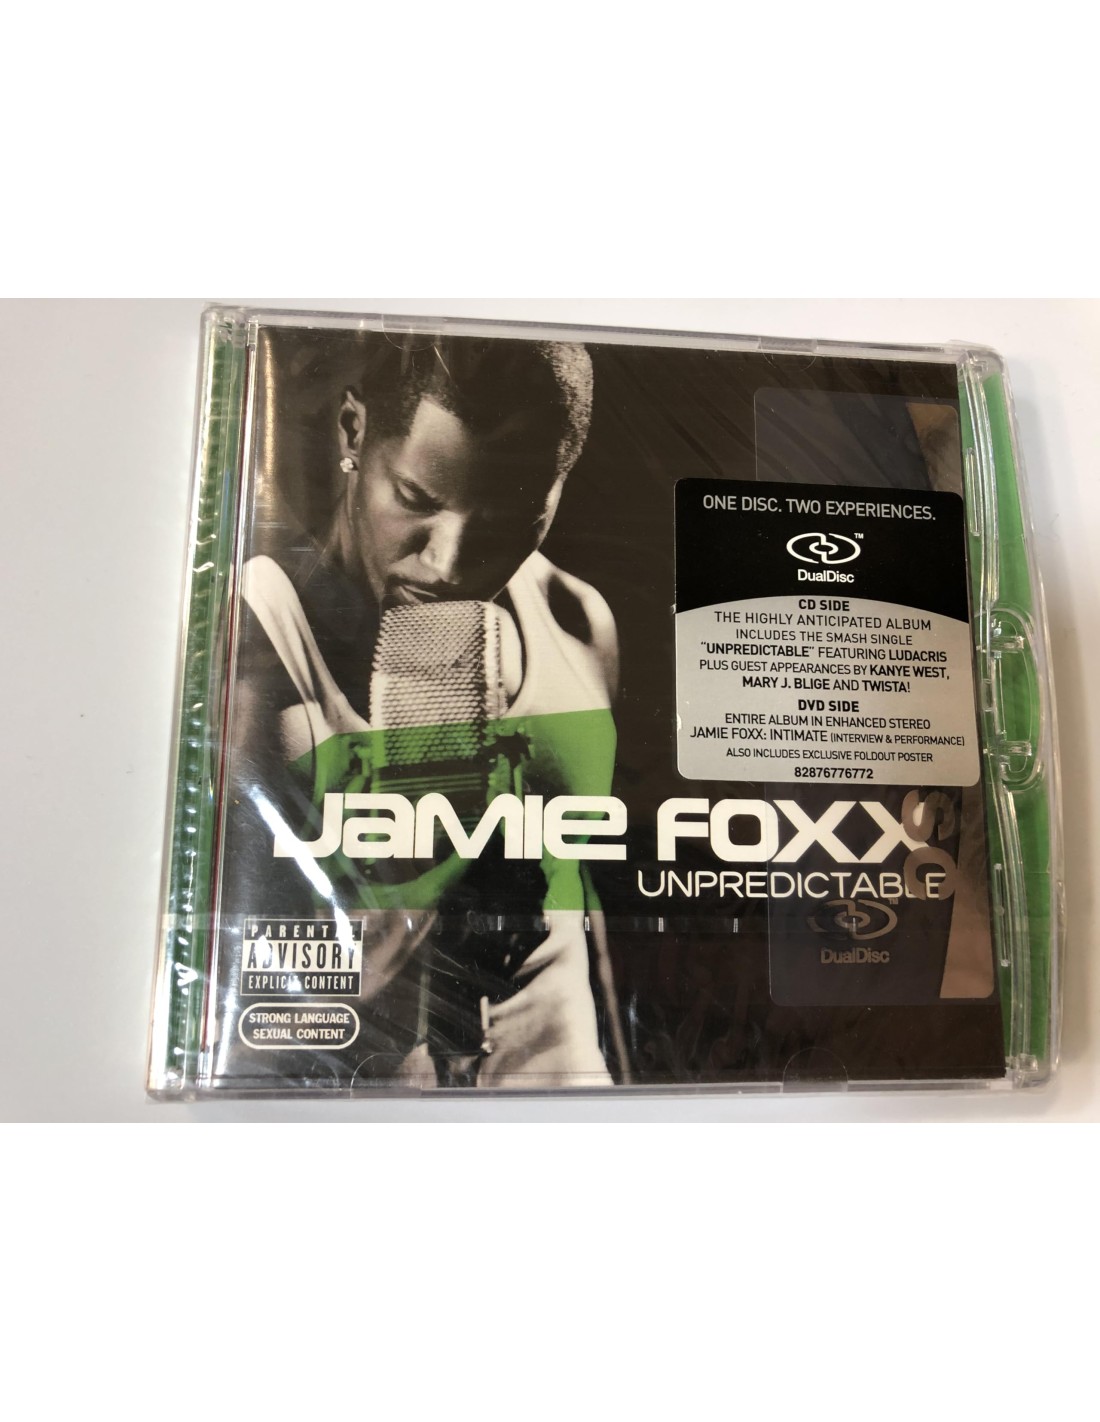 ONE DISC. TWO EXPERIENCES.
TM
DualDisc
CD SIDE
THE HIGHLY ANTICIPATED ALBUM
INCLUDES THE SMASH SINGLE
"UNPREDICTABLE" FEATURING LUDACRIS
PLUS GUEST APPEARANCES BY KANYE WEST,
MARY J. BLIGE AND TWISTA!
DVD SIDE
ENTIRE ALBUM IN ENHANCED STEREO
JAMIE FOXX: INTIMATE (INTERVIEW & PERFORMANCE)
ALSO INCLUDES EXCLUSIVE FOLDOUT POSTER
82876776772
JAMIE FOXX
UNPREDICTABLE
TM
DualDisc
PARENTAL
ADVISORY
EXPLICIT CONTENT
STRONG LANGUAGE
SEXUAL CONTENT